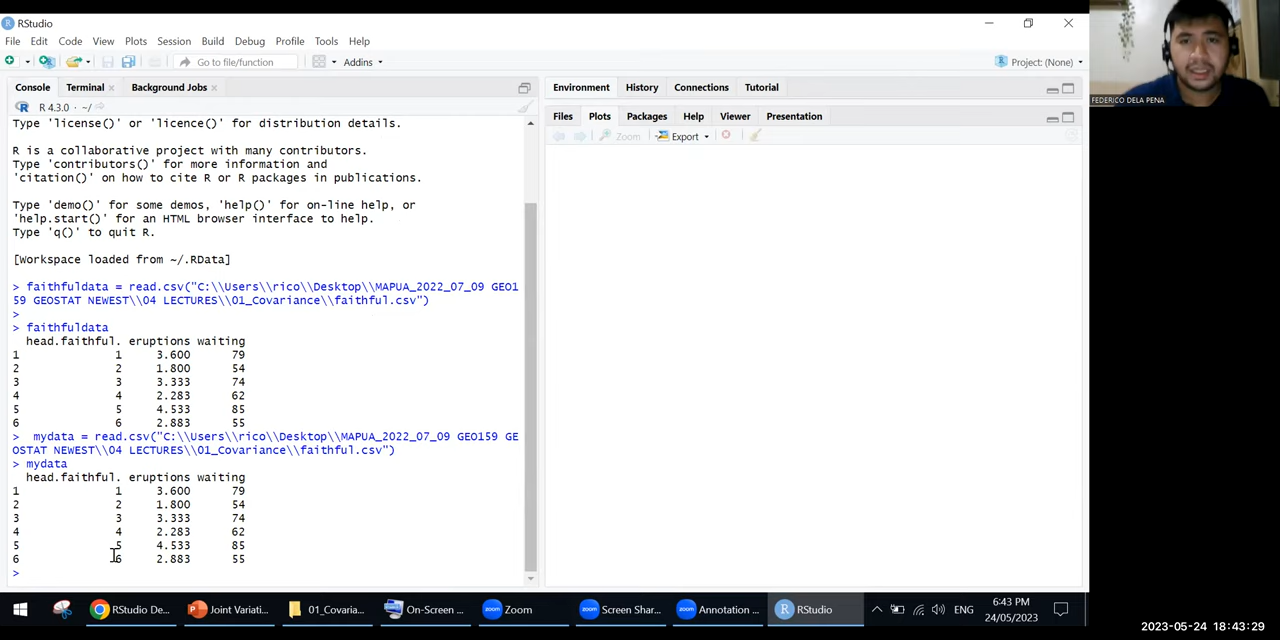 RStudio
File Edit Code View Plots Session Build Debug Profile Tools Help
Go to file/function Addins Project: (None)
Console Terminal Background Jobs
R 4.3.0 · ~/
Type 'license()' or 'licence()' for distribution details.
R is a collaborative project with many contributors.
Type 'contributors()' for more information and
'citation()' on how to cite R or R packages in publications.
Type 'demo()' for some demos, 'help()' for on-line help, or
'help.start()' for an HTML browser interface to help.
Type 'q()' to quit R.
[Workspace loaded from ~/.RData]
> faithfuldata = read.csv("C:\\Users\\rico\\Desktop\\MAPUA_2022_07_09 GEO1
59 GEOSTAT NEWEST\\04 LECTURES\\01_Covariance\\faithful.csv")
>
> faithfuldata
head.faithful. eruptions waiting
1 1 3.600 79
2 2 1.800 54
3 3 3.333 74
4 4 2.283 62
5 5 4.533 85
6 6 2.883 55
> mydata = read.csv("C:\\Users\\rico\\Desktop\\MAPUA_2022_07_09 GEO159 GE
OSTAT NEWEST\\04 LECTURES\\01_Covariance\\faithful.csv")
> mydata
head.faithful. eruptions waiting
1 1 3.600 79
2 2 1.800 54
3 3 3.333 74
4 4 2.283 62
5 5 4.533 85
6 6 2.883 55
>
Environment History Connections Tutorial
Files Plots Packages Help Viewer Presentation
Zoom Export
FEDERICO DELA PENA
RStudio De... Joint Variati... 01_Covaria... On-Screen ... Zoom Screen Shar... Annotation ... RStudio ENG
6:43 PM
24/05/2023
2023-05-24 18:43:29